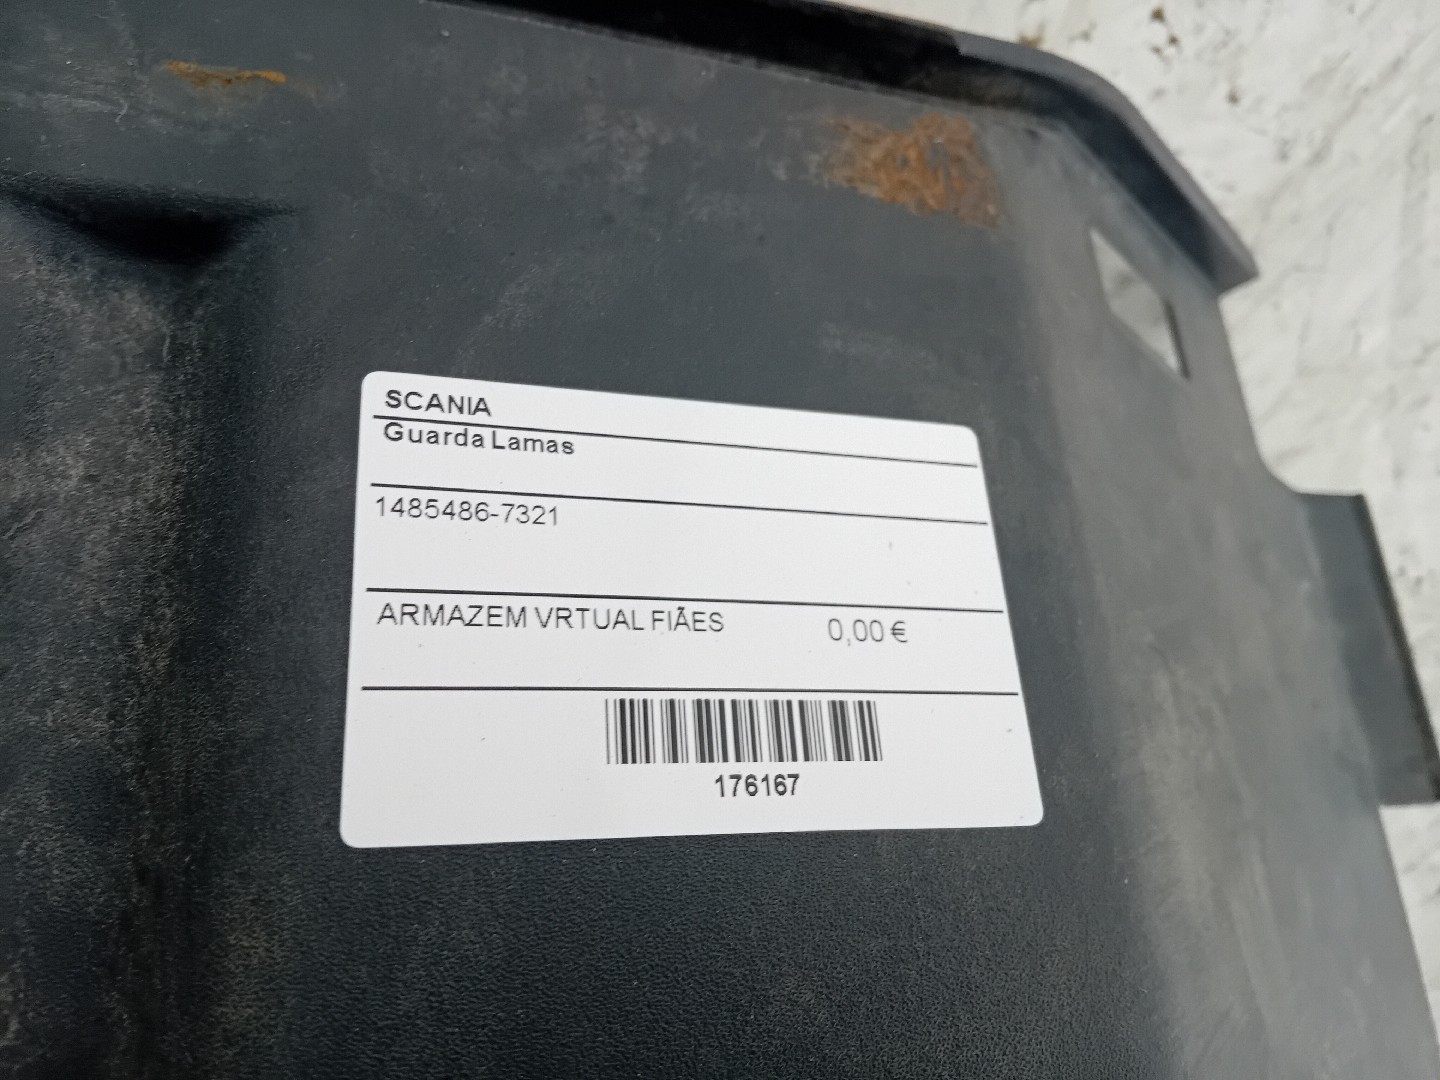 SCANIA
Guarda Lamas
1485486-7321
ARMAZEM VRTUAL FIÃES 0,00 €
176167